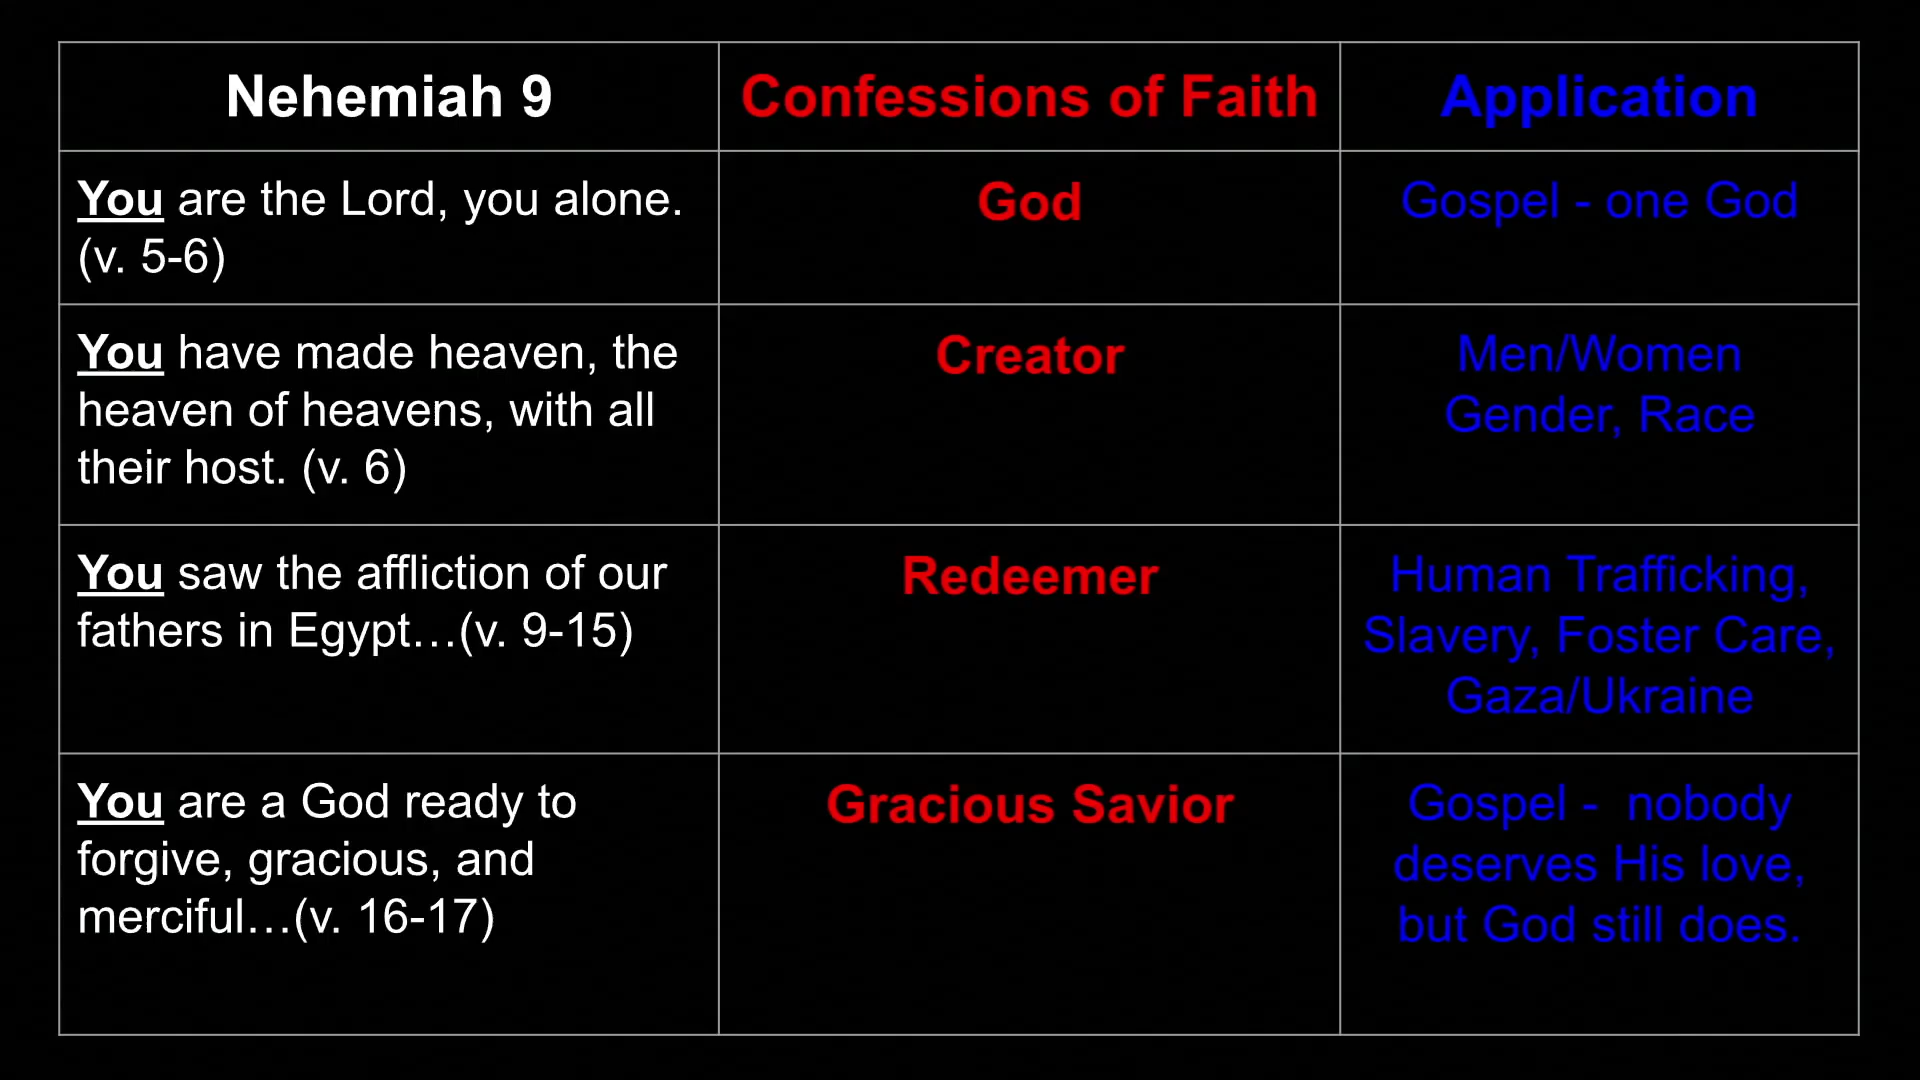 Nehemiah 9
Confessions of Faith
Application
You are the Lord, you alone.
(v. 5-6)
God
Gospel - one God
You have made heaven, the
heaven of heavens, with all
their host. (v. 6)
Creator
Men/Women
Gender, Race
You saw the affliction of our
fathers in Egypt…(v. 9-15)
Redeemer
Human Trafficking,
Slavery, Foster Care,
Gaza/Ukraine
You are a God ready to
forgive, gracious, and
merciful…(v. 16-17)
Gracious Savior
Gospel -  nobody
deserves His love,
but God still does.